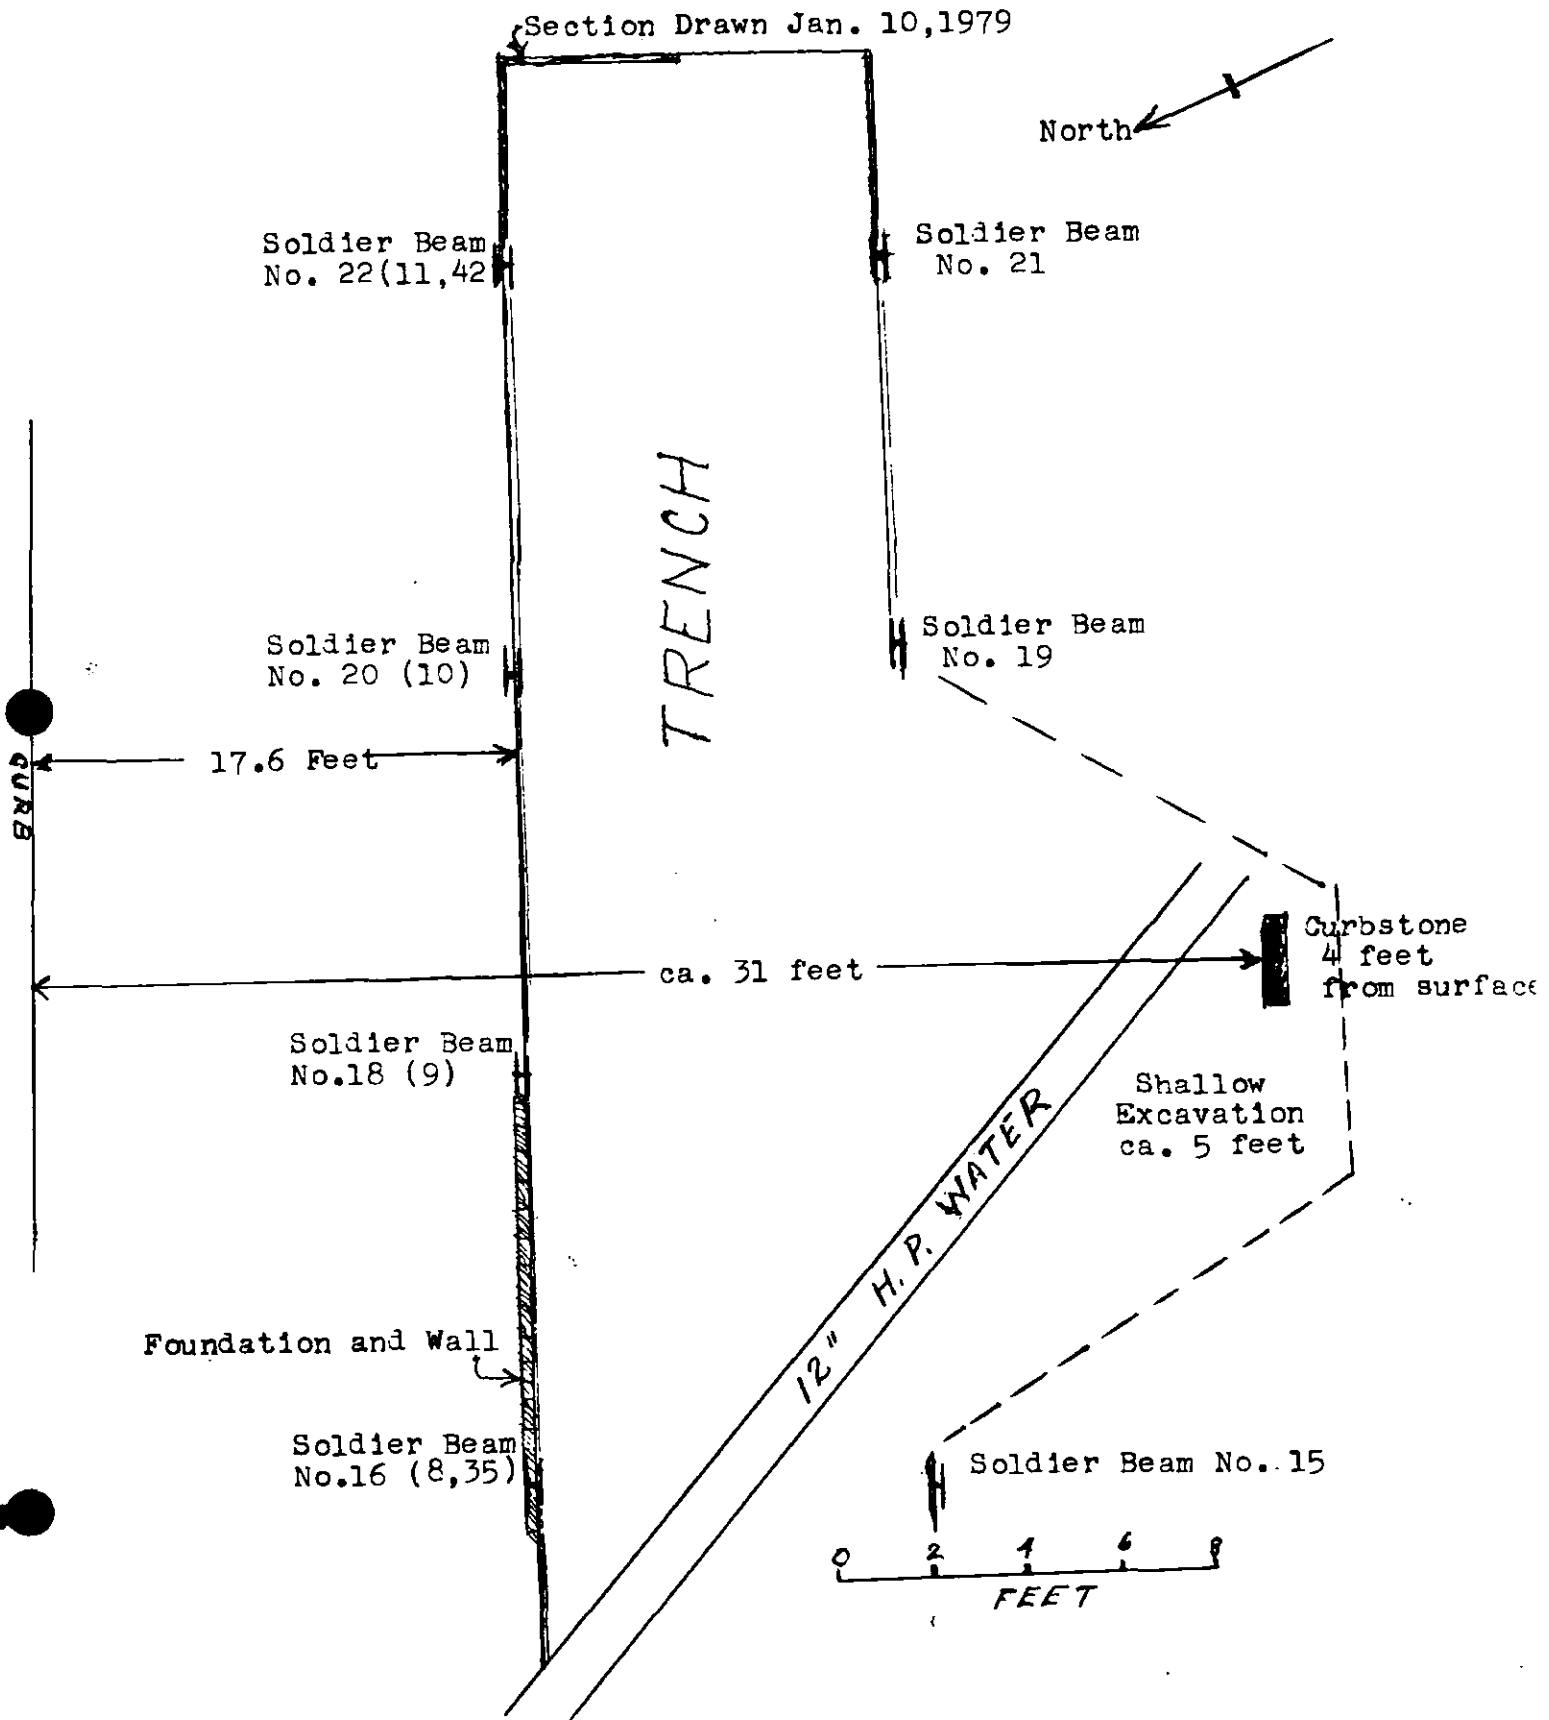 Section Drawn Jan. 10,1979
North
Soldier Beam
No. 22(11,42
Soldier Beam
No. 21
TRENCH
Soldier Beam
No. 20 (10)
Soldier Beam
No. 19
17.6 Feet
CURB
Curbstone
4 feet
from surface
ca. 31 feet
Soldier Beam
No.18 (9)
Shallow
Excavation
ca. 5 feet
12" H.P. WATER
Foundation and Wall
Soldier Beam
No.16 (8,35)
Soldier Beam No. 15
0 2 4 6 8
FEET